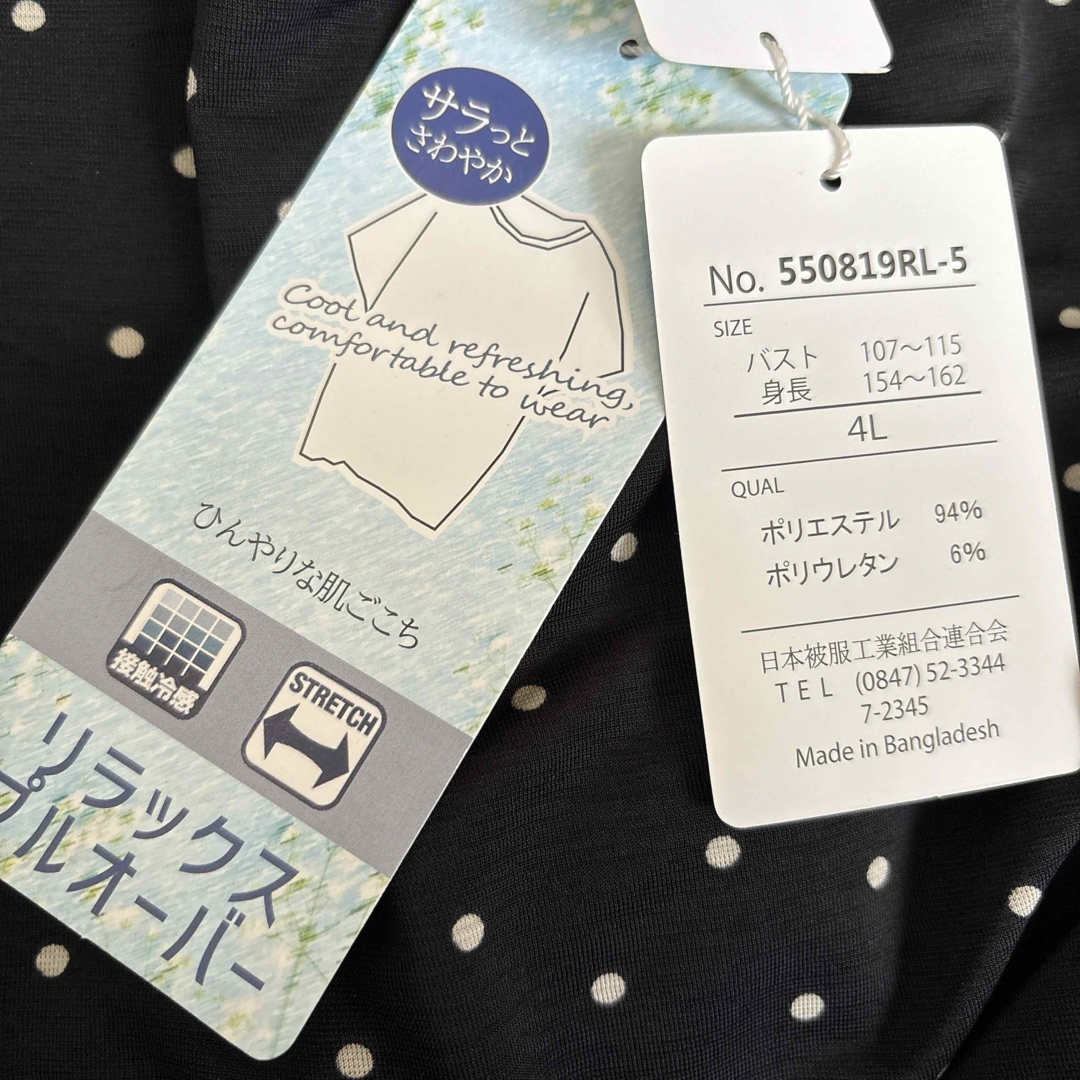 サラっと
さわやか
Cool and refreshing,
comfortable to wear
ひんやりな肌ごこち
接触冷感
STRETCH
リラックス
プルオーバー
No. 550819RL-5
SIZE
バスト 107〜115
身長 154〜162
4L
QUAL
ポリエステル 94%
ポリウレタン 6%
日本被服工業組合連合会
TEL (0847) 52-3344
7-2345
Made in Bangladesh